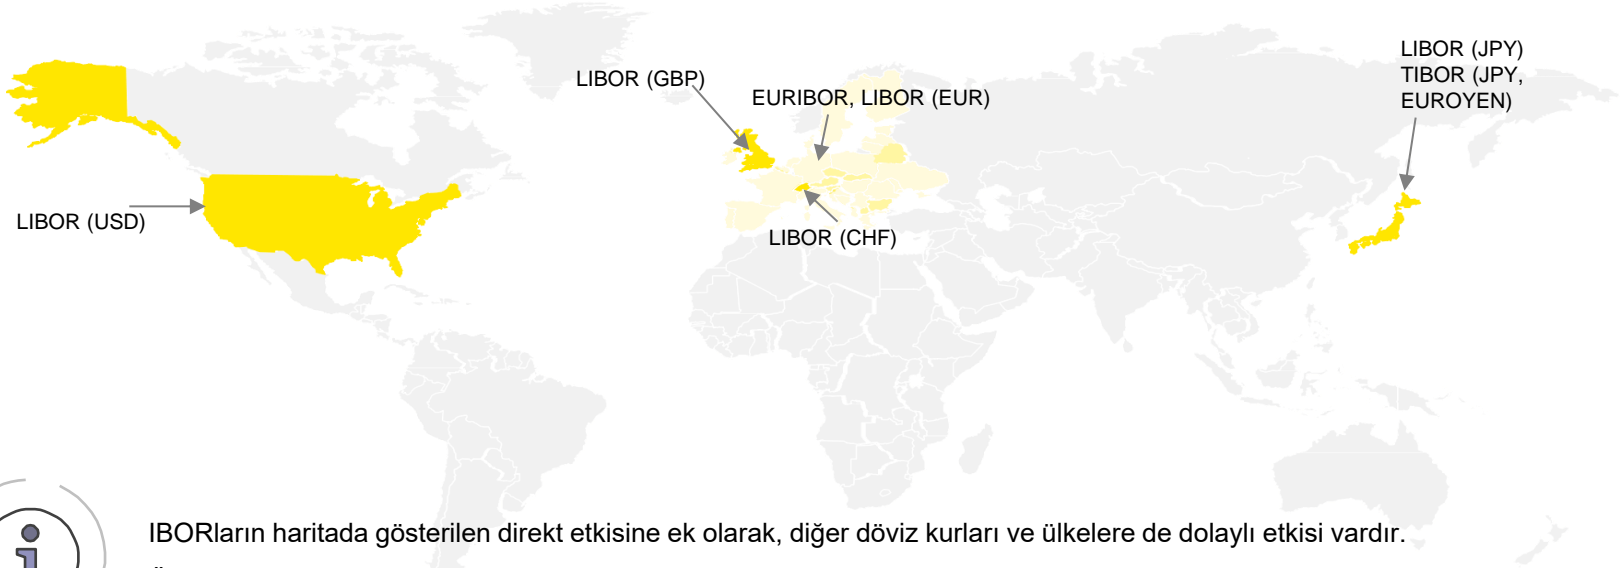 LIBOR (JPY)
TIBOR (JPY,
EUROYEN)
LIBOR (GBP)
EURIBOR, LIBOR (EUR)
LIBOR (USD)
LIBOR (CHF)
IBORların haritada gösterilen direkt etkisine ek olarak, diğer döviz kurları ve ülkelere de dolaylı etkisi vardır.